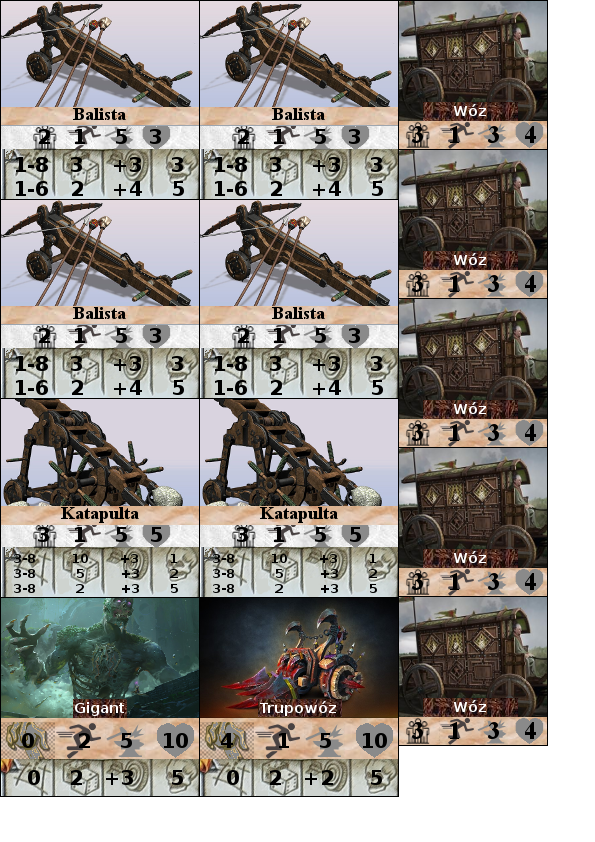 Balista
2 1 5 3
1-8 3 +3 3
1-6 2 +4 5
Balista
2 1 5 3
1-8 3 +3 3
1-6 2 +4 5
Wóz
3 1 3 4
Wóz
3 1 3 4
Balista
2 1 5 3
1-8 3 +3 3
1-6 2 +4 5
Balista
2 1 5 3
1-8 3 +3 3
1-6 2 +4 5
Wóz
3 1 3 4
Katapulta
3 1 5 5
3-8 10 +3 1
3-8 5 +3 2
3-8 2 +3 5
Katapulta
3 1 5 5
3-8 10 +3 1
3-8 5 +3 2
3-8 2 +3 5
Wóz
3 1 3 4
Gigant
0 2 5 10
0 2 +3 5
Trupowóz
4 1 5 10
0 2 +2 5
Wóz
3 1 3 4